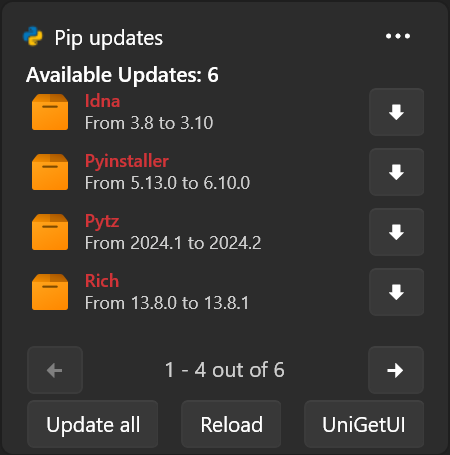 Pip updates
Available Updates: 6
Idna
From 3.8 to 3.10
Pyinstaller
From 5.13.0 to 6.10.0
Pytz
From 2024.1 to 2024.2
Rich
From 13.8.0 to 13.8.1
1 - 4 out of 6
Update all Reload UniGetUI